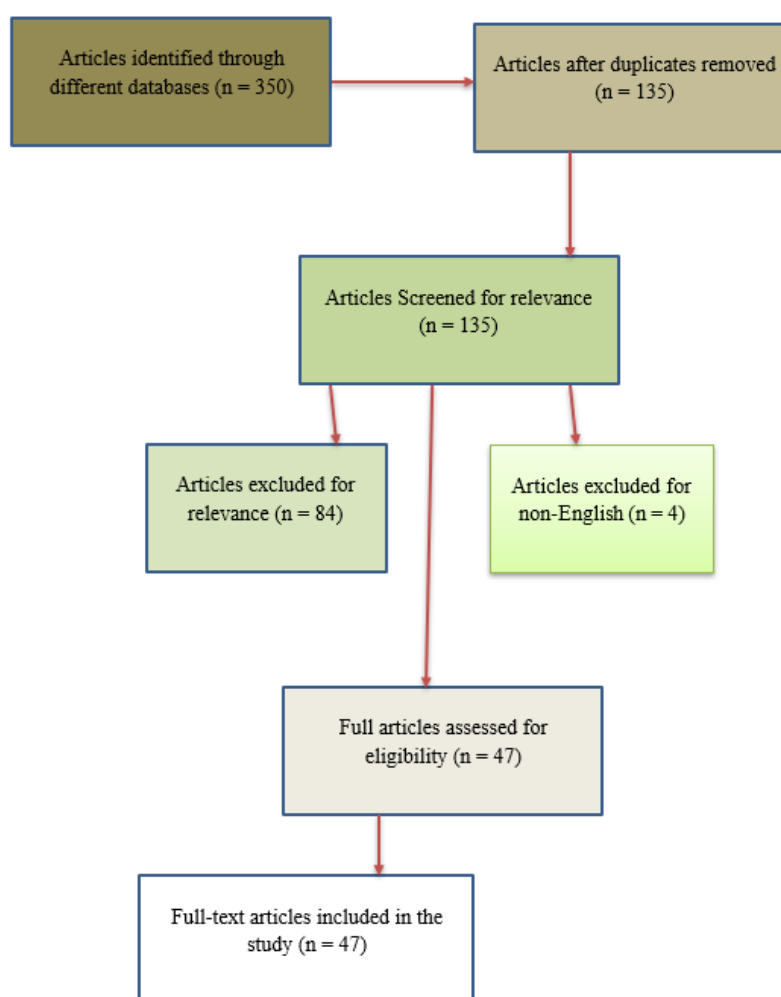 Articles identified through
different databases (n = 350)
Articles after duplicates removed
(n = 135)
Articles Screened for relevance
(n = 135)
Articles excluded for
relevance (n = 84)
Articles excluded for
non-English (n = 4)
Full articles assessed for
eligibility (n = 47)
Full-text articles included in the
study (n = 47)